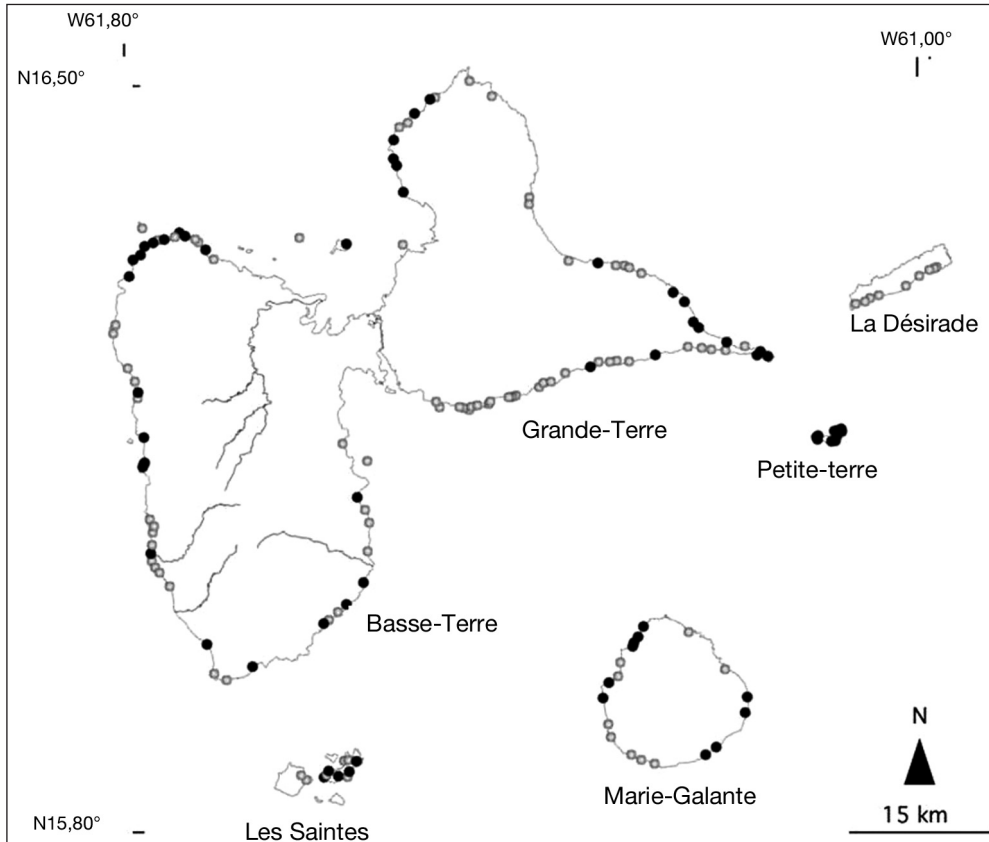 W61,80°
W61,00°
N16,50°
La Désirade
Grande-Terre
Petite-terre
Basse-Terre
N
Marie-Galante
15 km
N15,80°
Les Saintes